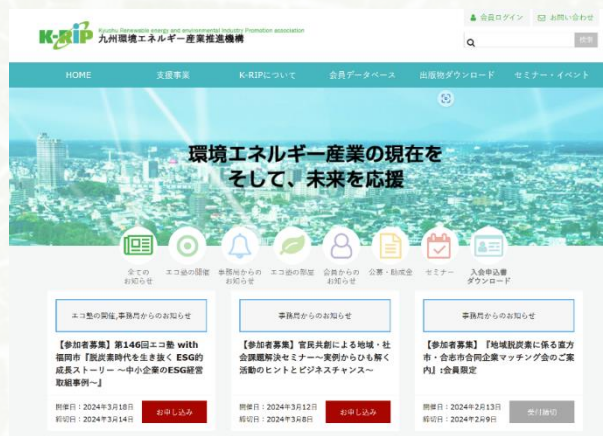 会員ログイン お問い合わせ
K-RIP Kyushu Renewable energy and environmental Industry Promotion association
九州環境エネルギー産業推進機構
検索
HOME 支援事業 K-RIPについて 会員データベース 出版物ダウンロード セミナー・イベント
環境エネルギー産業の現在を
そして、未来を応援
全ての
お知らせ
エコ塾の開催
事務局からの
お知らせ
エコ塾の部屋
会員からの
お知らせ
公募・助成金
セミナー
入会申込書
ダウンロード
エコ塾の開催,事務局からのお知らせ
【参加者募集】第146回エコ塾 with
福岡市『脱炭素時代を生き抜く ESG的
成長ストーリー ~中小企業のESG経営
取組事例~』
開催日:2024年3月18日
締切日:2024年3月14日
お申し込み
事務局からのお知らせ
【参加者募集】官民共創による地域・社
会課題解決セミナー~実例からひも解く
活動のヒントとビジネスチャンス~
開催日:2024年3月12日
締切日:2024年3月8日
お申し込み
事務局からのお知らせ
【参加者募集】『地域脱炭素に係る直方
市・合志市合同企業マッチング会のご案
内』:会員限定
開催日:2024年2月13日
締切日:2024年2月9日
受付締切